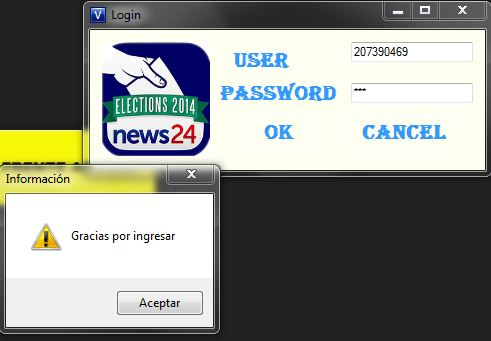 Login
USER
207390469
PASSWORD
***
OK
CANCEL
ELECTIONS 2014
news24
Información
Gracias por ingresar
Aceptar